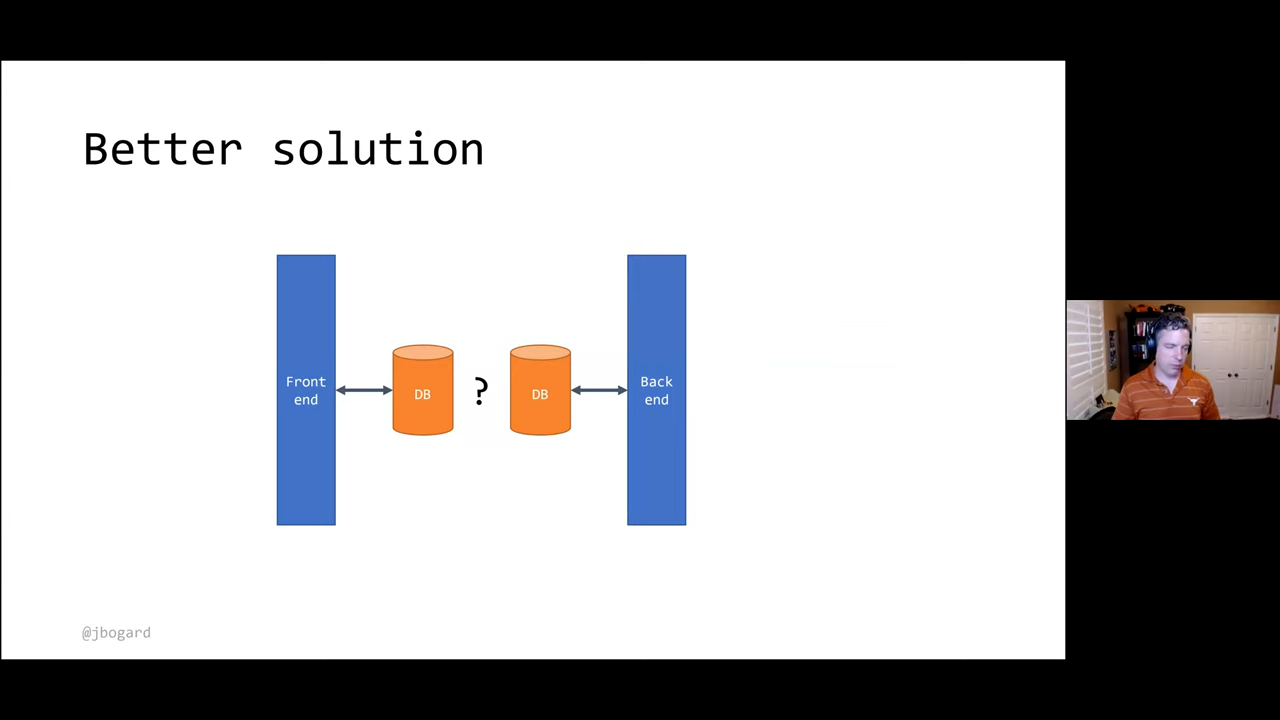 Better solution
Front
end
DB
?
DB
Back
end
@jbogard